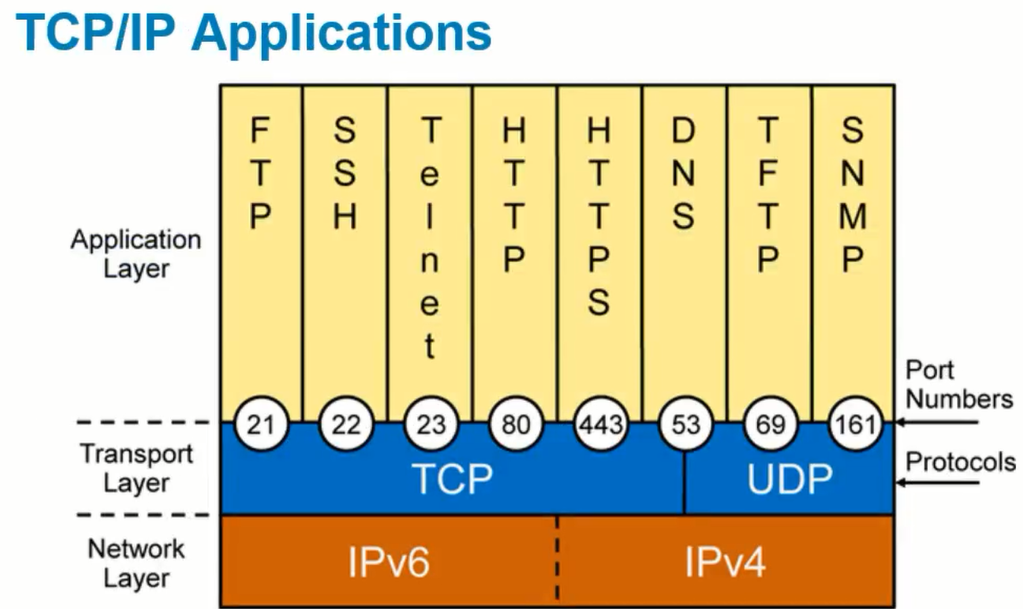 TCP/IP Applications
Application
Layer
FTP
SSH
Telnet
HTTP
HTTPS
DNS
TFTP
SNMP
Port
Numbers
21
22
23
80
443
53
69
161
Transport
Layer
TCP
UDP
Protocols
Network
Layer
IPv6
IPv4